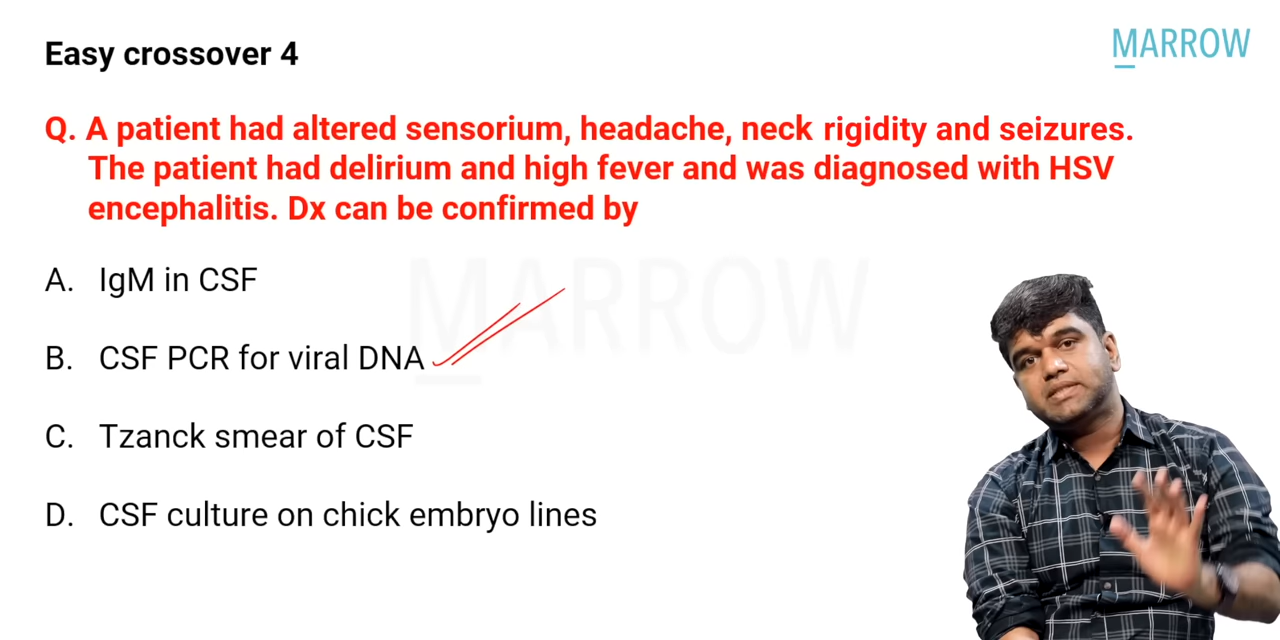 Easy crossover 4
MARROW
Q. A patient had altered sensorium, headache, neck rigidity and seizures.
The patient had delirium and high fever and was diagnosed with HSV
encephalitis. Dx can be confirmed by
A. IgM in CSF
MARROW
B. CSF PCR for viral DNA
C. Tzanck smear of CSF
D. CSF culture on chick embryo lines